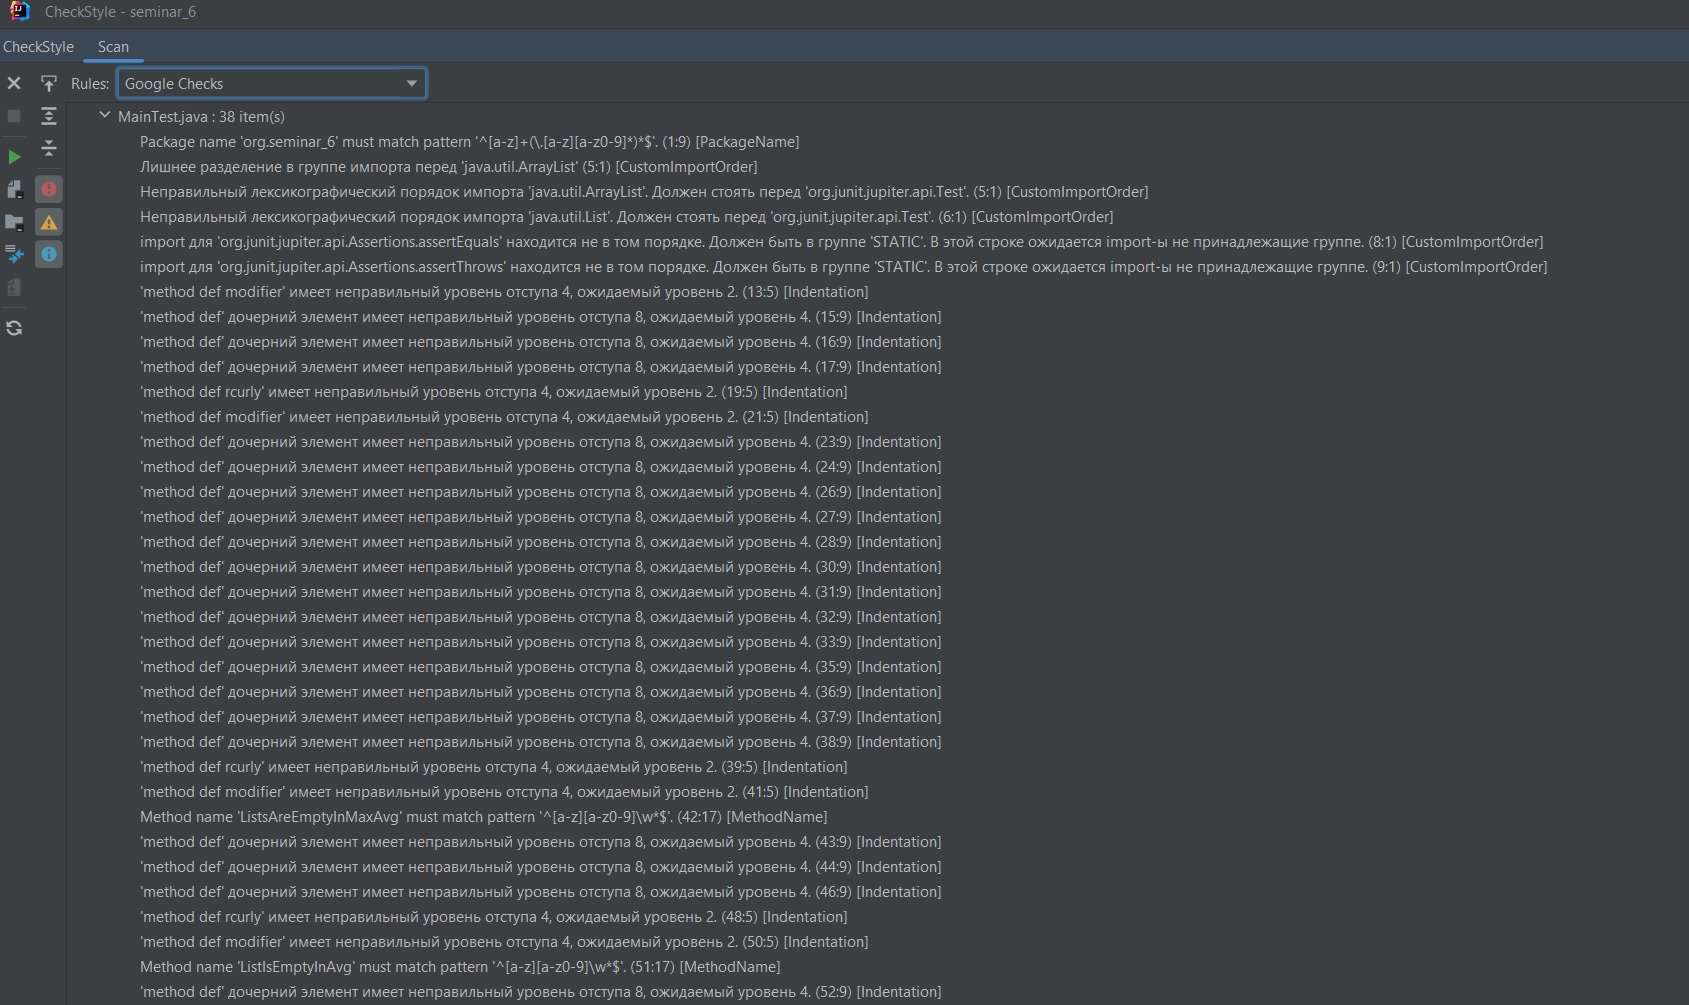 CheckStyle - seminar_6
CheckStyle Scan
Rules: Google Checks
MainTest.java : 38 item(s)
Package name 'org.seminar_6' must match pattern '^[a-z]+(\.[a-z][a-z0-9]*)*$'. (1:9) [PackageName]
Лишнее разделение в группе импорта перед 'java.util.ArrayList' (5:1) [CustomImportOrder]
Неправильный лексикографический порядок импорта 'java.util.ArrayList'. Должен стоять перед 'org.junit.jupiter.api.Test'. (5:1) [CustomImportOrder]
Неправильный лексикографический порядок импорта 'java.util.List'. Должен стоять перед 'org.junit.jupiter.api.Test'. (6:1) [CustomImportOrder]
import для 'org.junit.jupiter.api.Assertions.assertEquals' находится не в том порядке. Должен быть в группе 'STATIC'. В этой строке ожидается import-ы не принадлежащие группе. (8:1) [CustomImportOrder]
import для 'org.junit.jupiter.api.Assertions.assertThrows' находится не в том порядке. Должен быть в группе 'STATIC'. В этой строке ожидается import-ы не принадлежащие группе. (9:1) [CustomImportOrder]
'method def modifier' имеет неправильный уровень отступа 4, ожидаемый уровень 2. (13:5) [Indentation]
'method def' дочерний элемент имеет неправильный уровень отступа 8, ожидаемый уровень 4. (15:9) [Indentation]
'method def' дочерний элемент имеет неправильный уровень отступа 8, ожидаемый уровень 4. (16:9) [Indentation]
'method def' дочерний элемент имеет неправильный уровень отступа 8, ожидаемый уровень 4. (17:9) [Indentation]
'method def rcurly' имеет неправильный уровень отступа 4, ожидаемый уровень 2. (19:5) [Indentation]
'method def modifier' имеет неправильный уровень отступа 4, ожидаемый уровень 2. (21:5) [Indentation]
'method def' дочерний элемент имеет неправильный уровень отступа 8, ожидаемый уровень 4. (23:9) [Indentation]
'method def' дочерний элемент имеет неправильный уровень отступа 8, ожидаемый уровень 4. (24:9) [Indentation]
'method def' дочерний элемент имеет неправильный уровень отступа 8, ожидаемый уровень 4. (26:9) [Indentation]
'method def' дочерний элемент имеет неправильный уровень отступа 8, ожидаемый уровень 4. (27:9) [Indentation]
'method def' дочерний элемент имеет неправильный уровень отступа 8, ожидаемый уровень 4. (28:9) [Indentation]
'method def' дочерний элемент имеет неправильный уровень отступа 8, ожидаемый уровень 4. (30:9) [Indentation]
'method def' дочерний элемент имеет неправильный уровень отступа 8, ожидаемый уровень 4. (31:9) [Indentation]
'method def' дочерний элемент имеет неправильный уровень отступа 8, ожидаемый уровень 4. (32:9) [Indentation]
'method def' дочерний элемент имеет неправильный уровень отступа 8, ожидаемый уровень 4. (33:9) [Indentation]
'method def' дочерний элемент имеет неправильный уровень отступа 8, ожидаемый уровень 4. (35:9) [Indentation]
'method def' дочерний элемент имеет неправильный уровень отступа 8, ожидаемый уровень 4. (36:9) [Indentation]
'method def' дочерний элемент имеет неправильный уровень отступа 8, ожидаемый уровень 4. (37:9) [Indentation]
'method def' дочерний элемент имеет неправильный уровень отступа 8, ожидаемый уровень 4. (38:9) [Indentation]
'method def rcurly' имеет неправильный уровень отступа 4, ожидаемый уровень 2. (39:5) [Indentation]
'method def modifier' имеет неправильный уровень отступа 4, ожидаемый уровень 2. (41:5) [Indentation]
Method name 'ListsAreEmptyInMaxAvg' must match pattern '^[a-z][a-z0-9]\w*$'. (42:17) [MethodName]
'method def' дочерний элемент имеет неправильный уровень отступа 8, ожидаемый уровень 4. (43:9) [Indentation]
'method def' дочерний элемент имеет неправильный уровень отступа 8, ожидаемый уровень 4. (44:9) [Indentation]
'method def' дочерний элемент имеет неправильный уровень отступа 8, ожидаемый уровень 4. (46:9) [Indentation]
'method def rcurly' имеет неправильный уровень отступа 4, ожидаемый уровень 2. (48:5) [Indentation]
'method def modifier' имеет неправильный уровень отступа 4, ожидаемый уровень 2. (50:5) [Indentation]
Method name 'ListIsEmptyInAvg' must match pattern '^[a-z][a-z0-9]\w*$'. (51:17) [MethodName]
'method def' дочерний элемент имеет неправильный уровень отступа 8, ожидаемый уровень 4. (52:9) [Indentation]